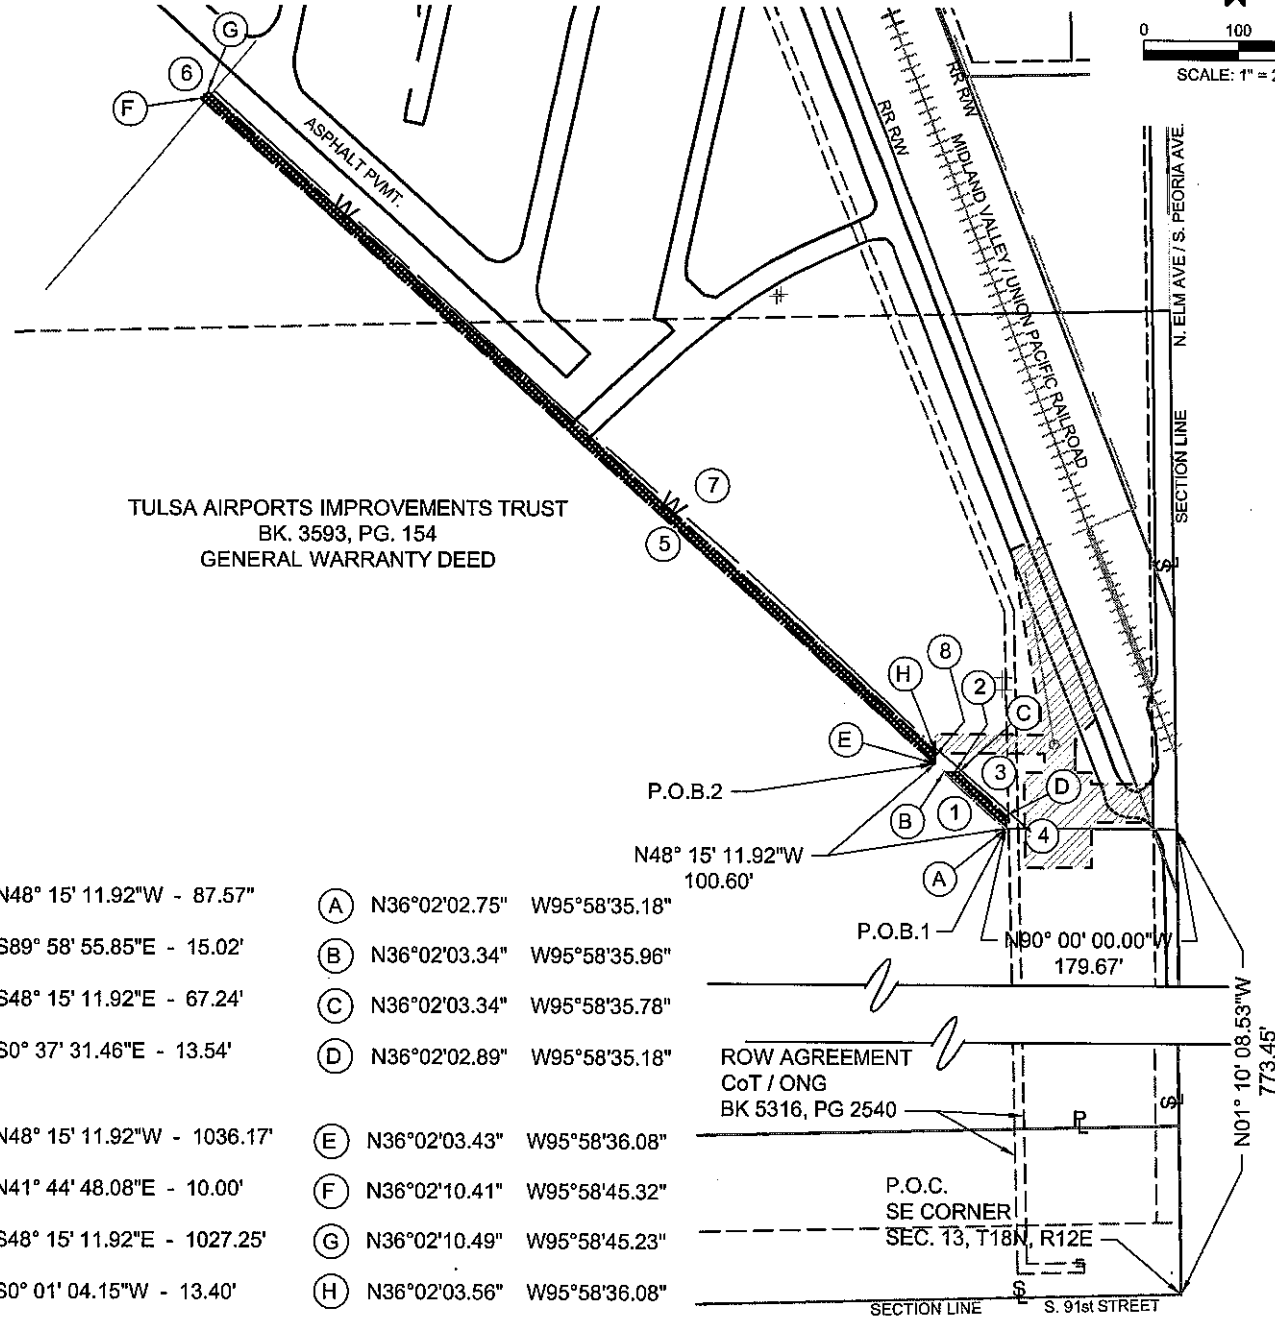 0 100
SCALE: 1" = 2
G
6
F
ASPHALT PVMT.
W
RR R/W
RR R/W
MIDLAND VALLEY / UNION PACIFIC RAILROAD
N. ELM AVE / S. PEORIA AVE.
SECTION LINE
TULSA AIRPORTS IMPROVEMENTS TRUST
BK. 3593, PG. 154
GENERAL WARRANTY DEED
W
7
5
H
8
2
C
E
3
P.O.B.2
D
B
1
4
N48° 15' 11.92"W
100.60'
A
P.O.B.1
N90° 00' 00.00"W
179.67'
N48° 15' 11.92"W - 87.57"
S89° 58' 55.85"E - 15.02'
S48° 15' 11.92"E - 67.24'
S0° 37' 31.46"E - 13.54'
N48° 15' 11.92"W - 1036.17'
N41° 44' 48.08"E - 10.00'
S48° 15' 11.92"E - 1027.25'
S0° 01' 04.15"W - 13.40'
A N36°02'02.75" W95°58'35.18"
B N36°02'03.34" W95°58'35.96"
C N36°02'03.34" W95°58'35.78"
D N36°02'02.89" W95°58'35.18"
E N36°02'03.43" W95°58'36.08"
F N36°02'10.41" W95°58'45.32"
G N36°02'10.49" W95°58'45.23"
H N36°02'03.56" W95°58'36.08"
ROW AGREEMENT
CoT / ONG
BK 5316, PG 2540
P.O.C.
SE CORNER
SEC. 13, T18N, R12E
N01° 10' 08.53"W
773.45'
SECTION LINE S. 91st STREET